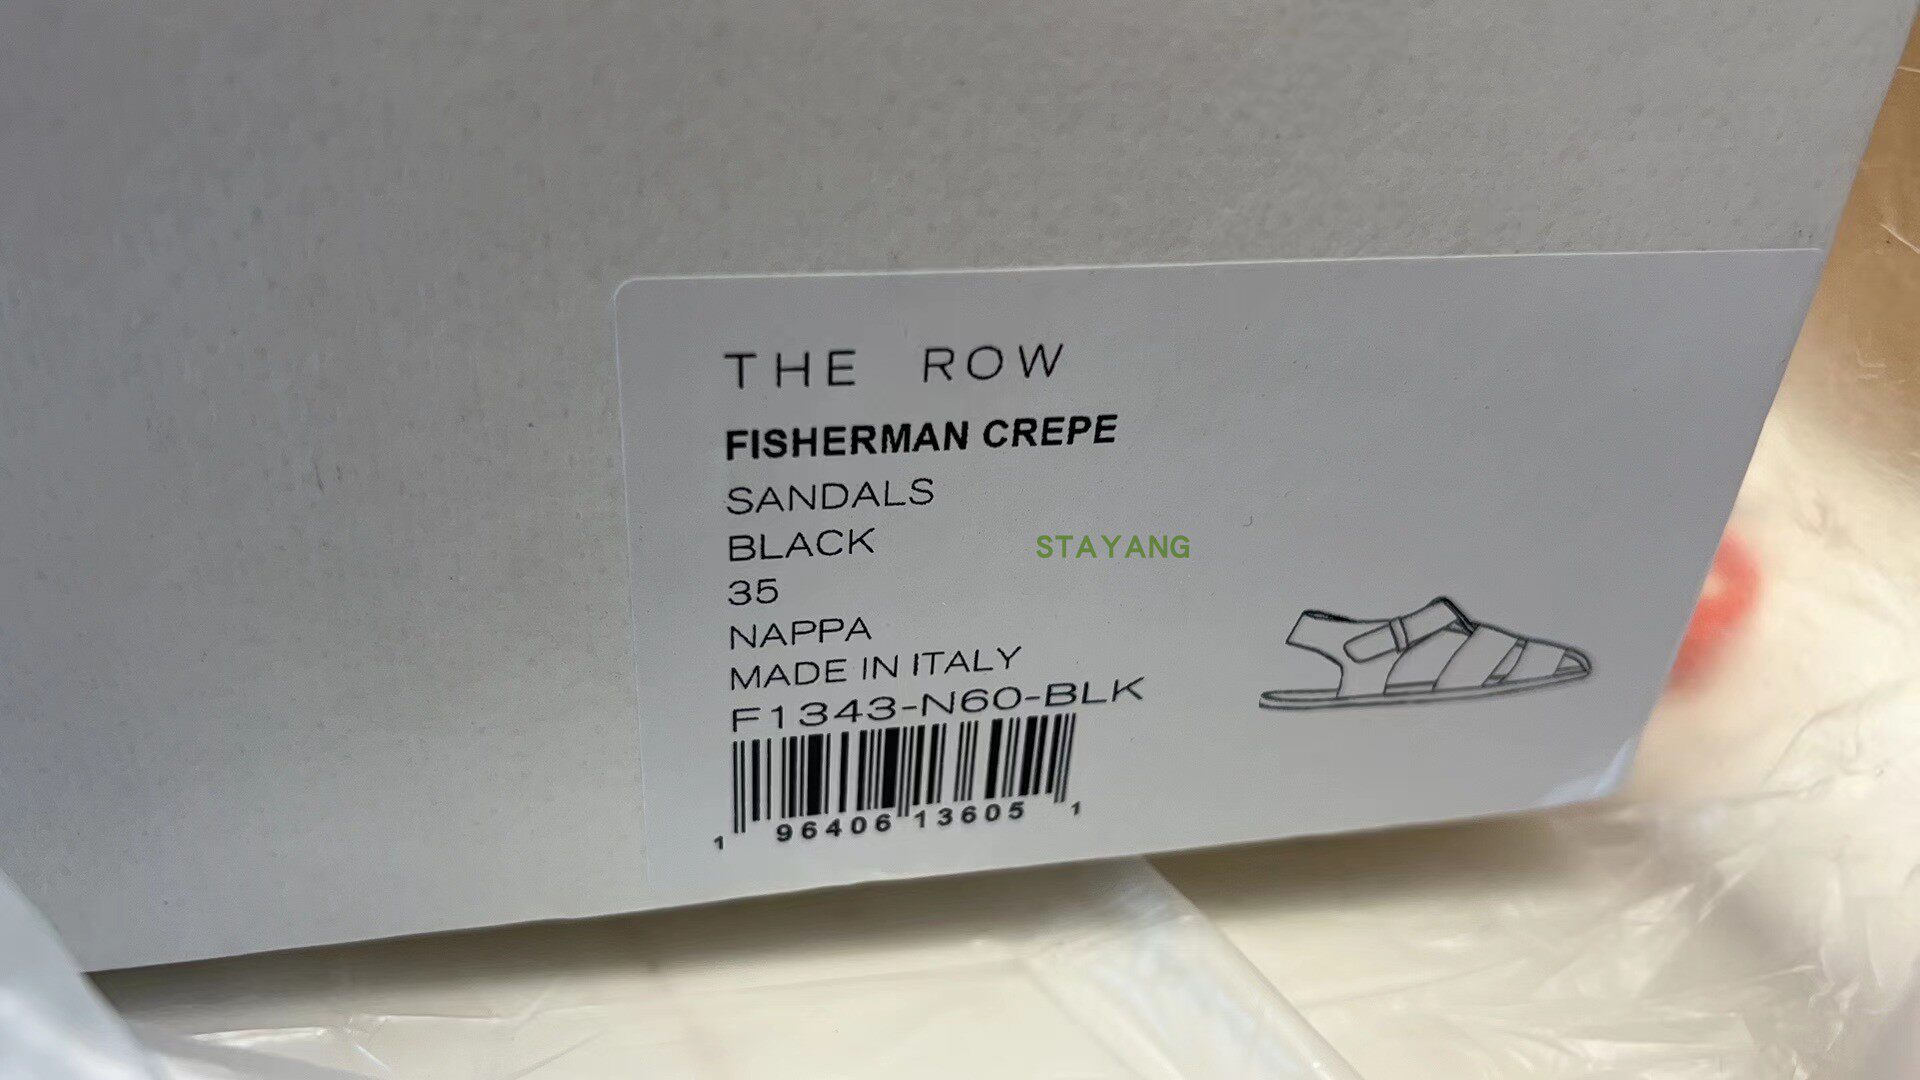 THE ROW
FISHERMAN CREPE
SANDALS
BLACK
STAYANG
35
NAPPA
MADE IN ITALY
F1343-N60-BLK
1 96406 13605 1